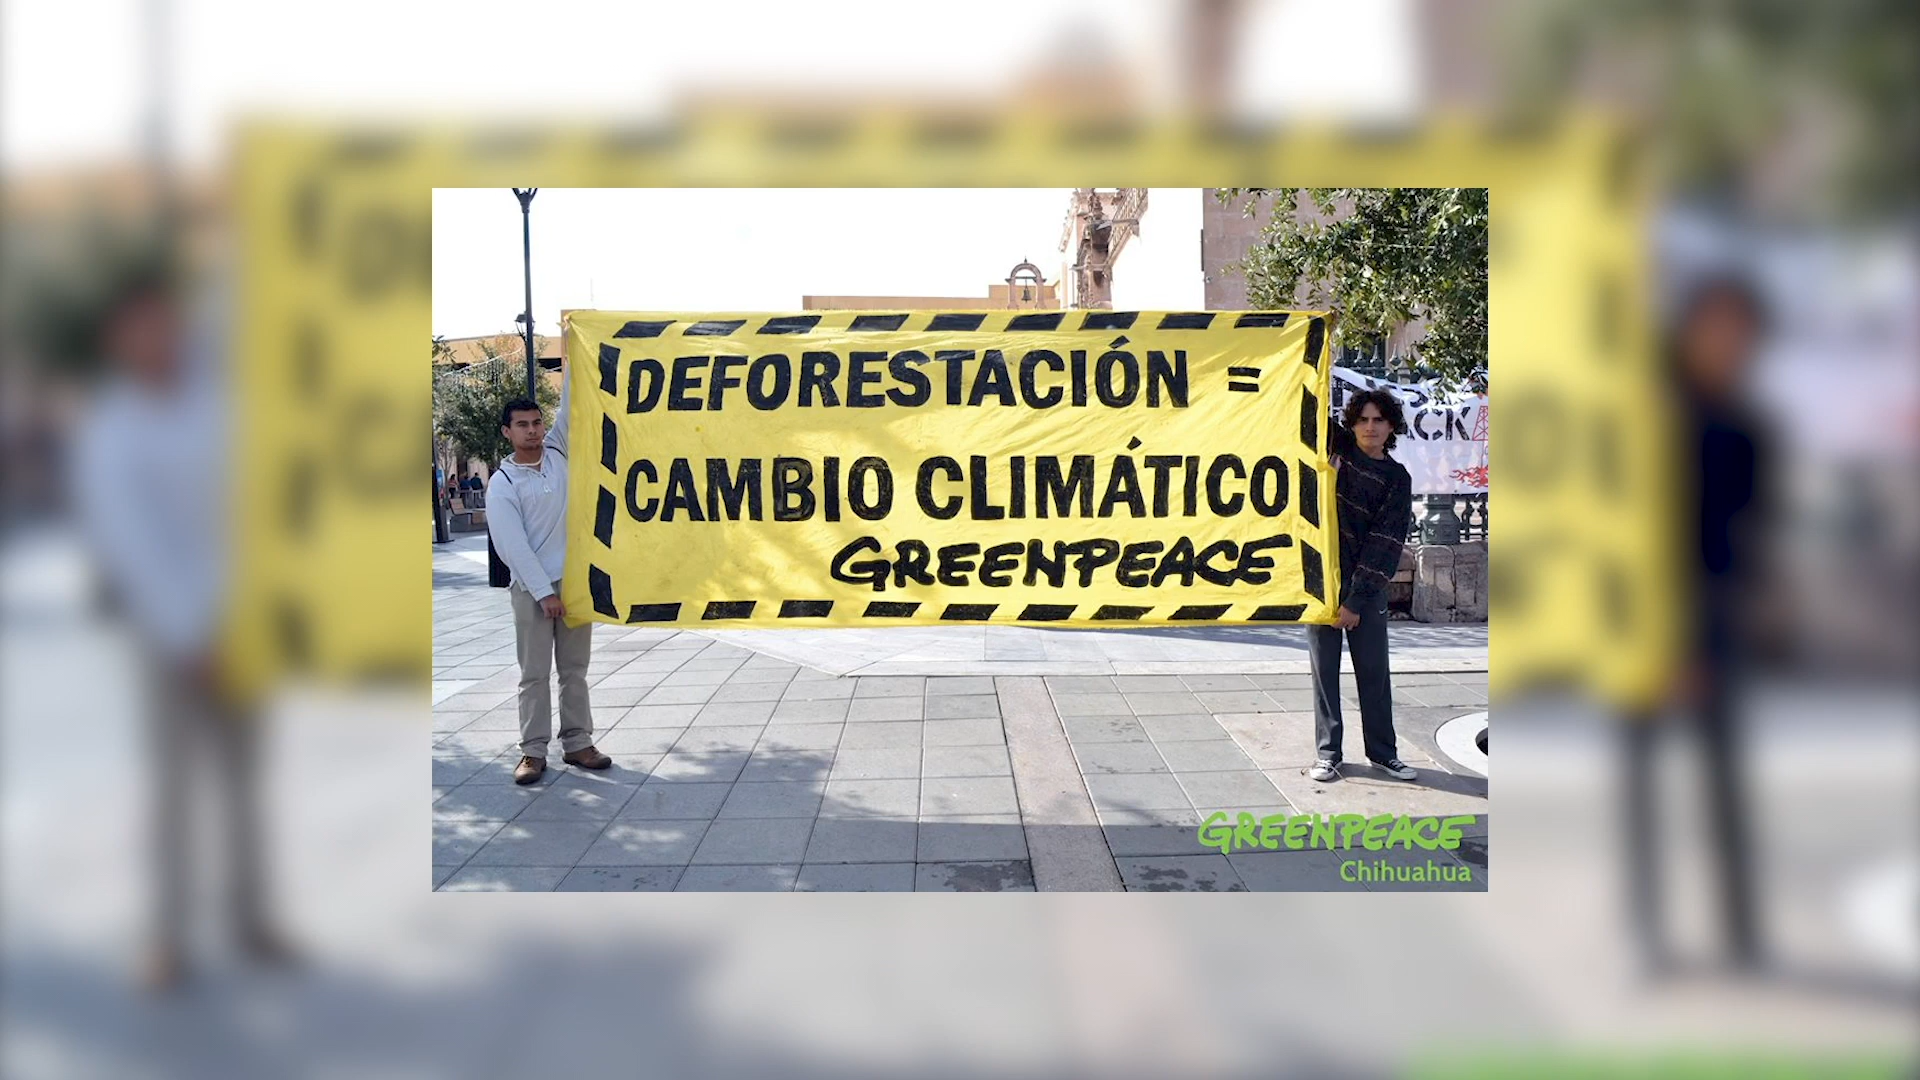 DEFORESTACIÓN =
CAMBIO CLIMÁTICO
GREENPEACE
GREENPEACE
Chihuahua